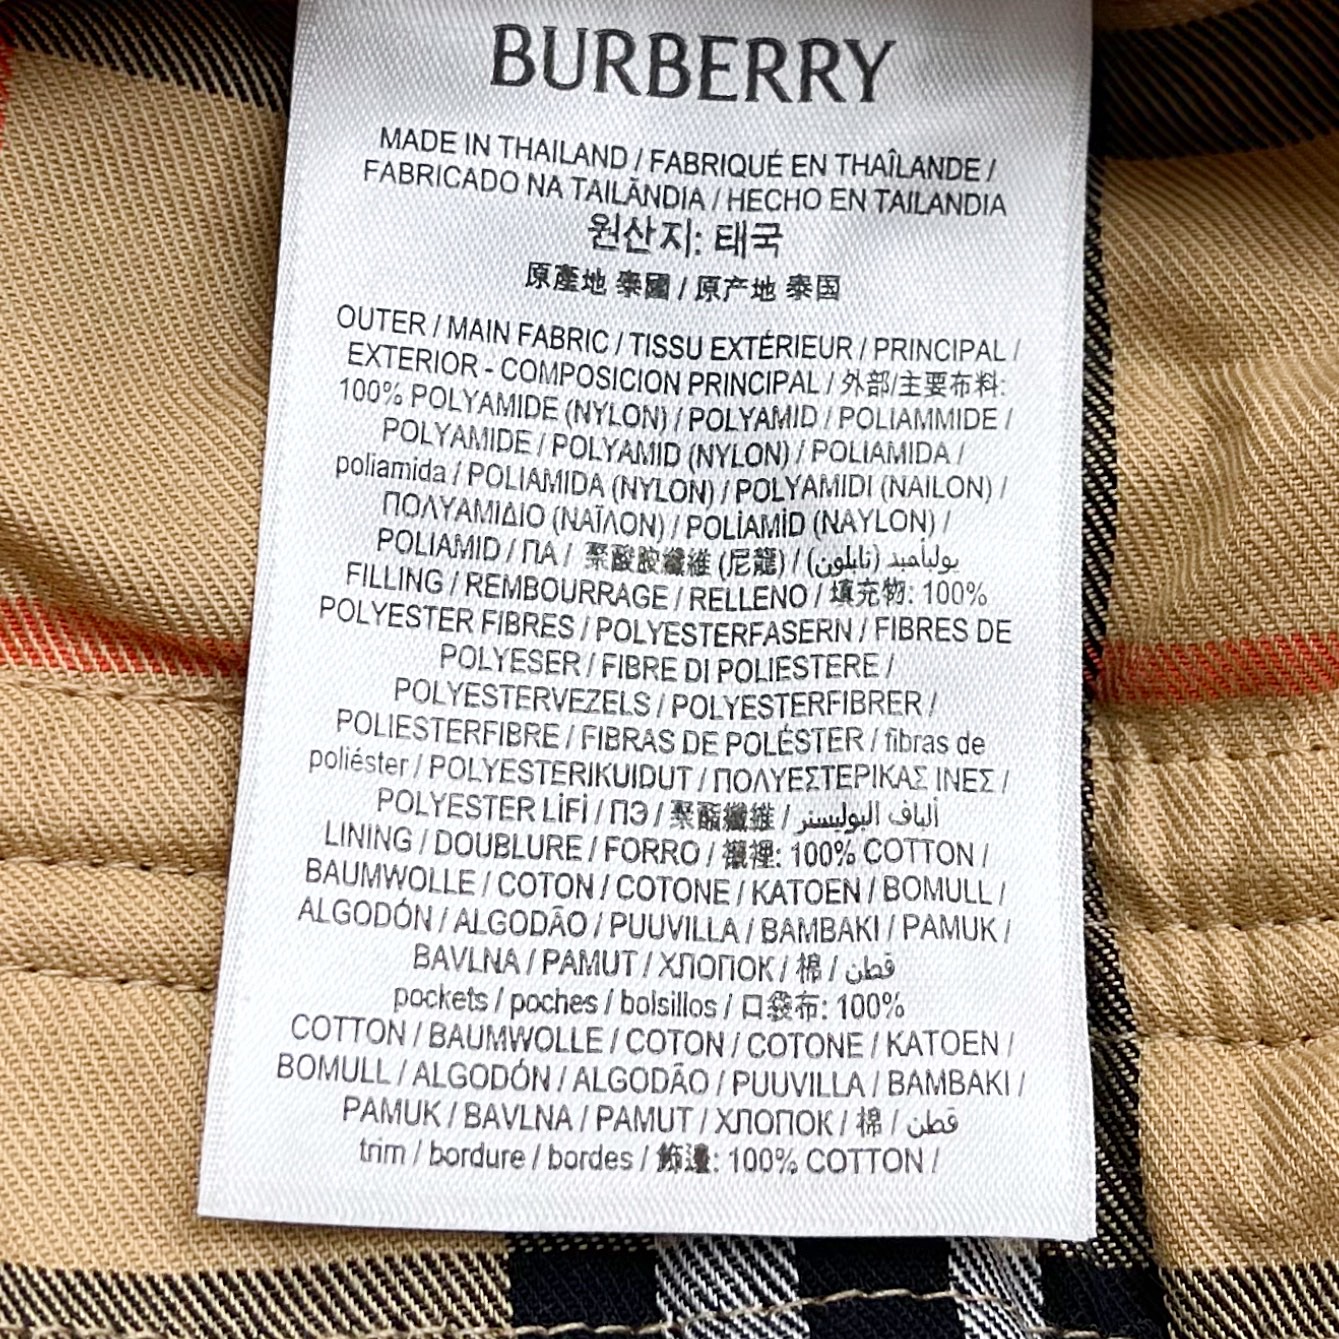 BURBERRY
MADE IN THAILAND / FABRIQUÉ EN THAÎLANDE /
FABRICADO NA TAILÃNDIA / HECHO EN TAILANDIA
원산지: 태국
原產地 泰國 / 原产地 泰国
OUTER / MAIN FABRIC / TISSU EXTÉRIEUR / PRINCIPAL /
EXTERIOR - COMPOSICION PRINCIPAL / 外部/主要布料:
100% POLYAMIDE (NYLON) / POLYAMID / POLIAMMIDE /
POLYAMIDE / POLYAMID (NYLON) / POLIAMIDA /
poliamida / POLIAMIDA (NYLON) / POLYAMIDI (NAILON) /
ΠΟΛΥΑΜΙΔΙΟ (ΝΑΪΛΟΝ) / POLİAMİD (NAYLON) /
POLIAMID / ПА / 聚酸胺纖維 (尼龍) / بوليأميد (نايلون)
FILLING / REMBOURRAGE / RELLENO / 填充物: 100%
POLYESTER FIBRES / POLYESTERFASERN / FIBRES DE
POLYESER / FIBRE DI POLIESTERE /
POLYESTERVEZELS / POLYESTERFIBRER /
POLIESTERFIBRE / FIBRAS DE POLÉSTER / fibras de
poliéster / POLYESTERIKUIDUT / ΠΟΛΥΕΣΤΕΡΙΚΑΣ ΙΝΕΣ /
POLYESTER LİFİ / ПЭ / 聚酯纖維 / ألياف البوليستر
LINING / DOUBLURE / FORRO / 襯裡: 100% COTTON /
BAUMWOLLE / COTON / COTONE / KATOEN / BOMULL /
ALGODÓN / ALGODÃO / PUUVILLA / BAMBAKI / PAMUK /
BAVLNA / PAMUT / ХЛОПОК / 棉 / قطن
pockets / poches / bolsillos / 口袋布: 100%
COTTON / BAUMWOLLE / COTON / COTONE / KATOEN /
BOMULL / ALGODÓN / ALGODÃO / PUUVILLA / BAMBAKI /
PAMUK / BAVLNA / PAMUT / ХЛОПОК / 棉 / قطن
trim / bordure / bordes / 飾邊: 100% COTTON /